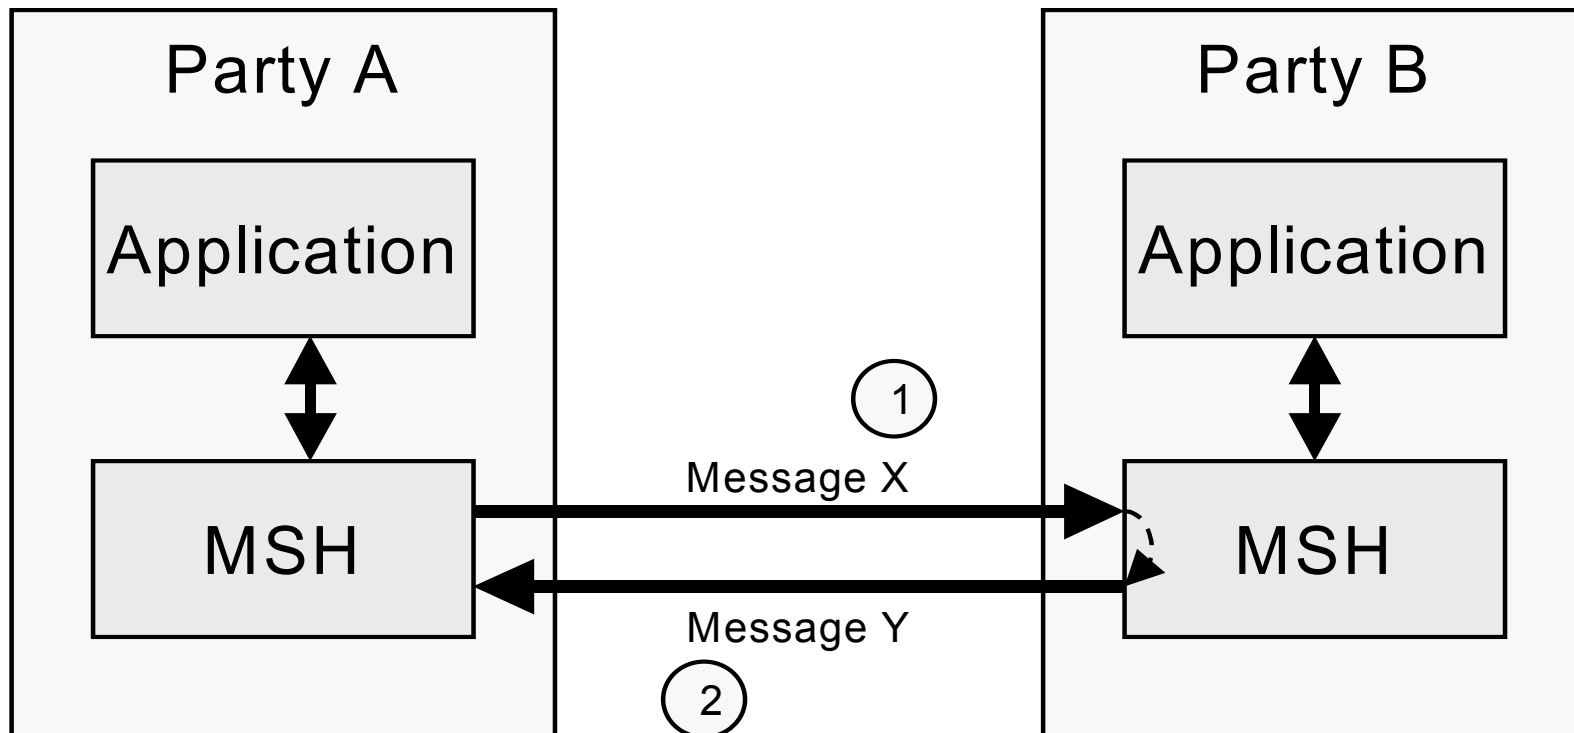 Party A
Party B
Application
Application
1
Message X
MSH
MSH
Message Y
2